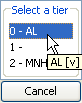 Select a tier
0 - AL
1 -
2 - MNH
AL [v]
Cancel